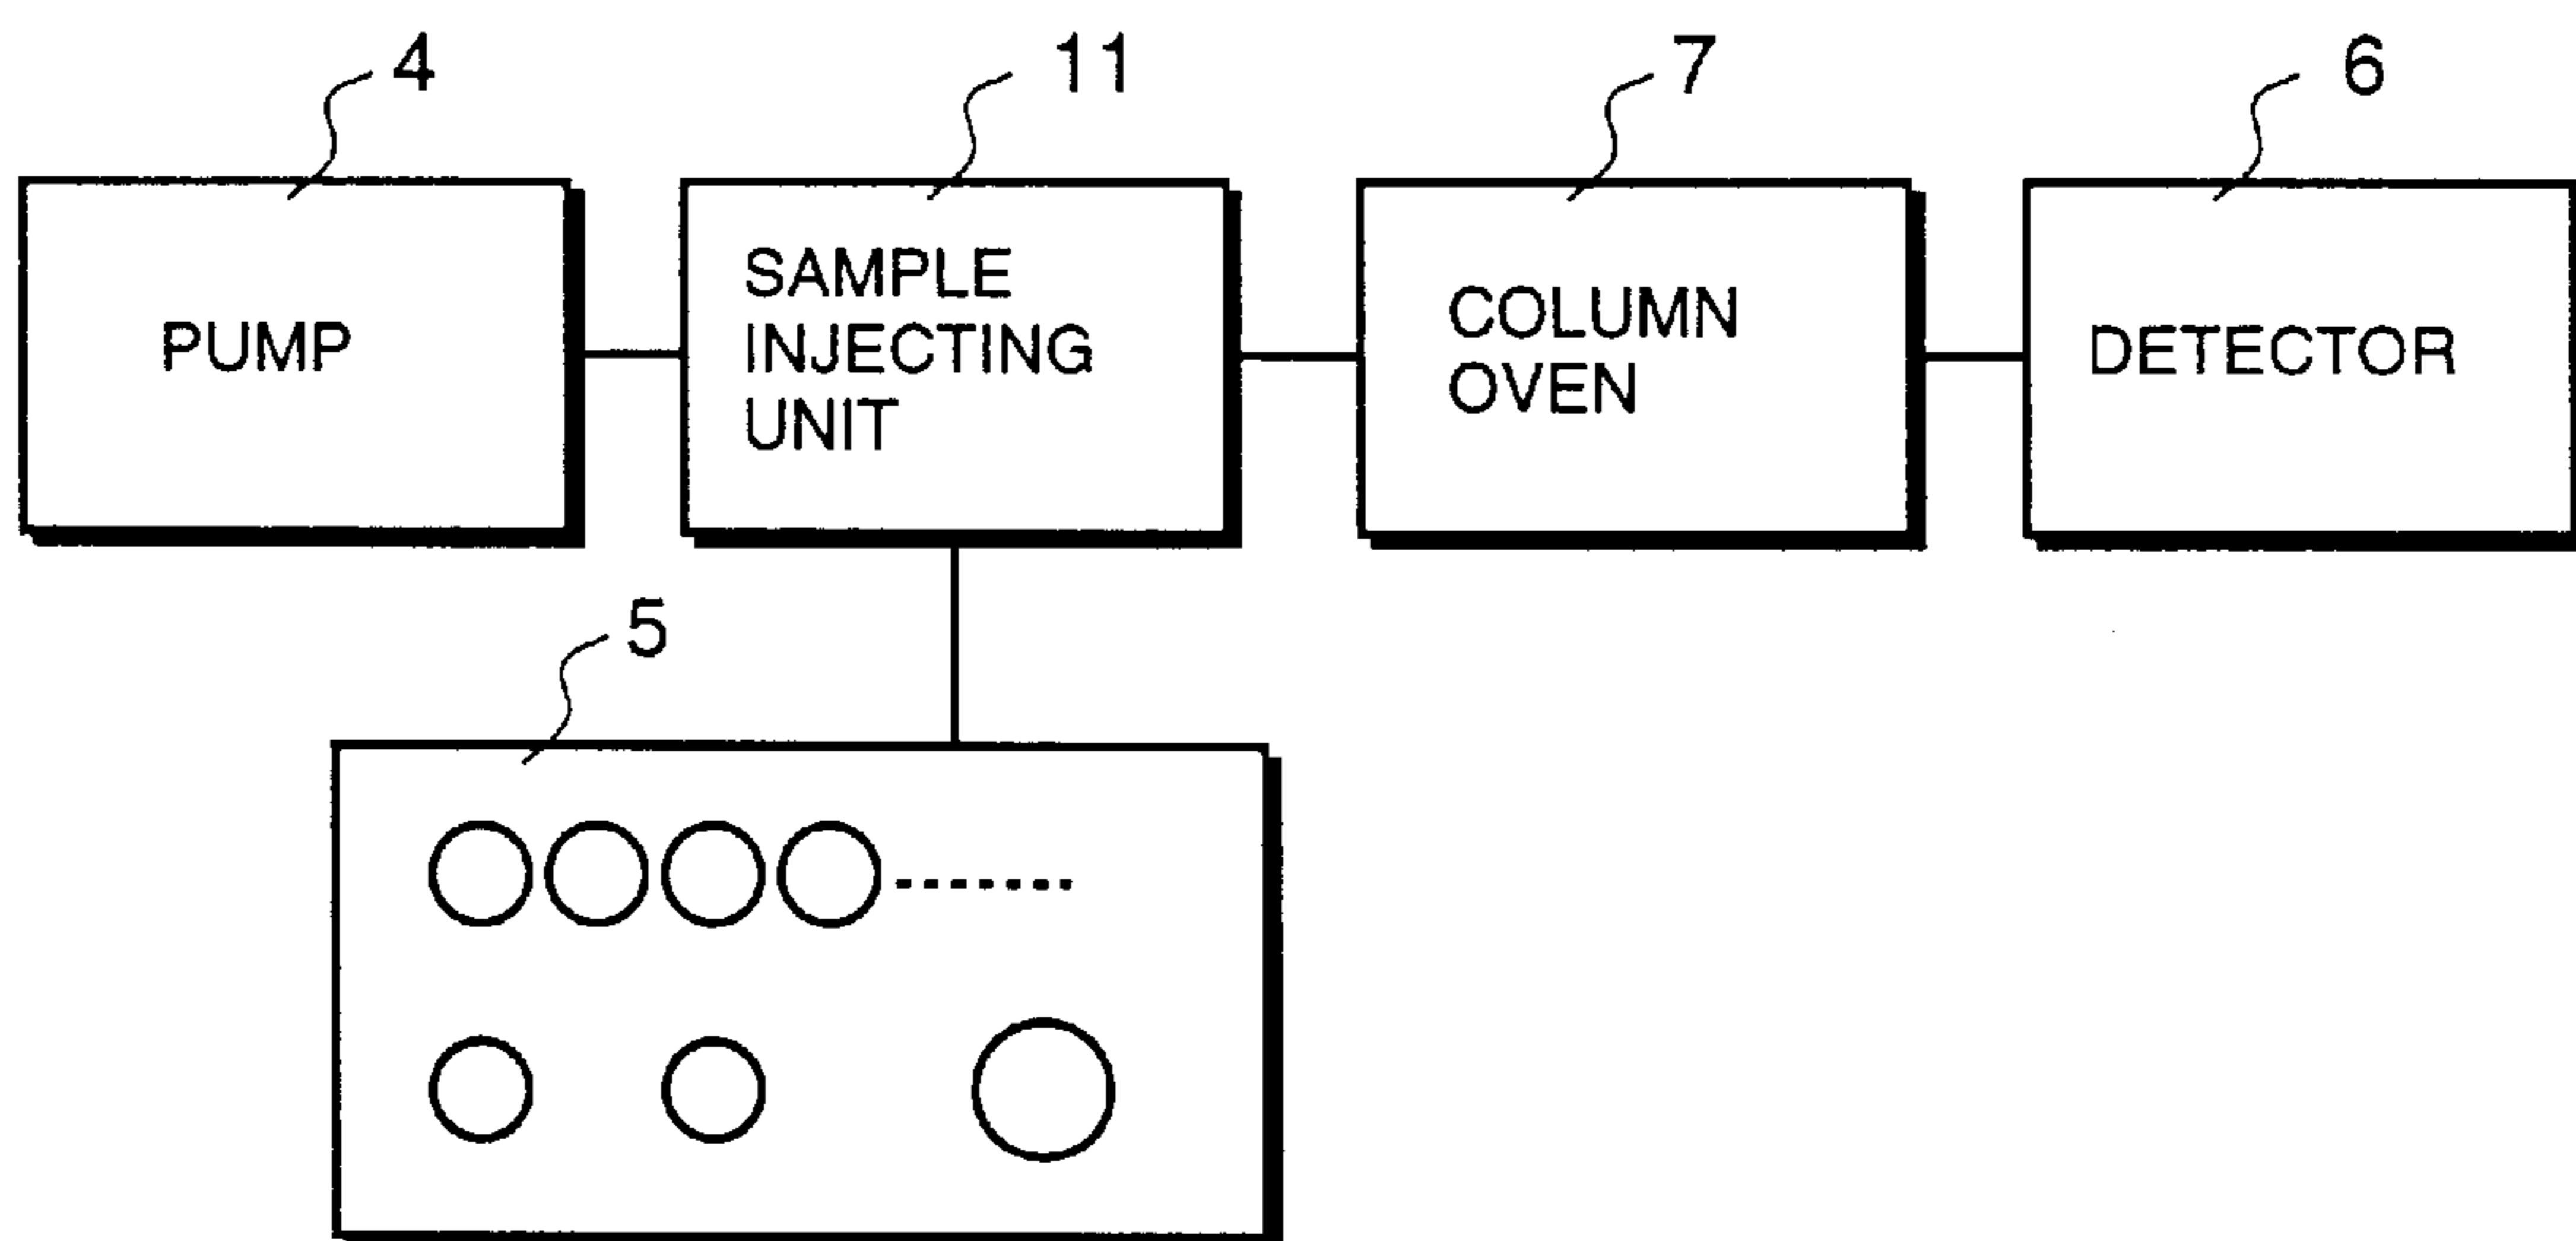 4
11
7
6
PUMP
SAMPLE
INJECTING
UNIT
COLUMN
OVEN
DETECTOR
5